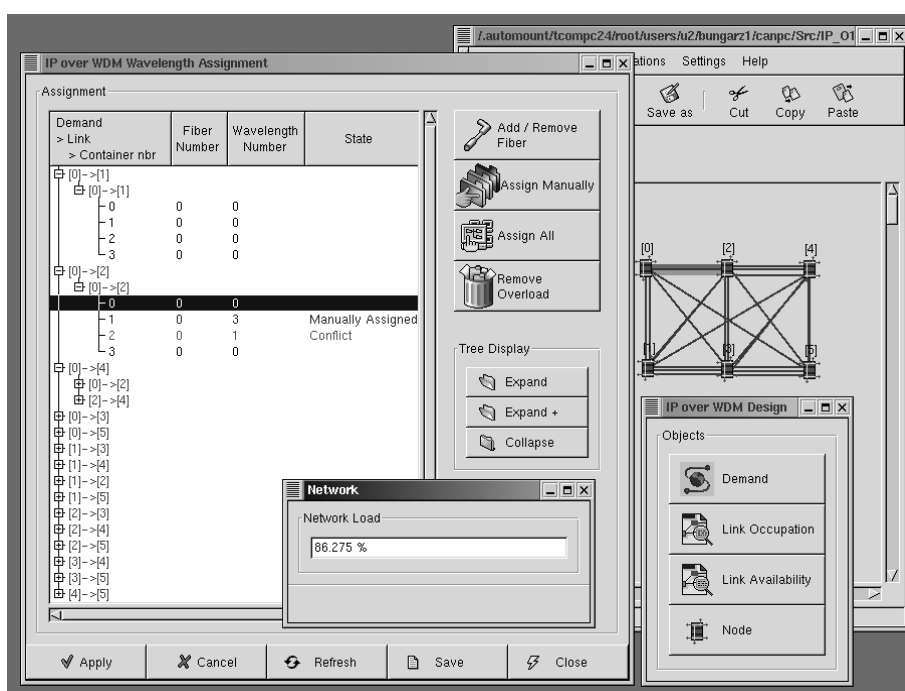 /.automount/tcompc24/root/users/u2/bungarz1/canpc/Src/IP_O1
IP over WDM Wavelength Assignment
ations Settings Help
Save as Cut Copy Paste
Assignment
Demand
> Link
> Container nbr
Fiber
Number
Wavelength
Number
State
[0]->[1]
[0]->[1]
0 0 0
1 0 0
2 0 0
3 0 0
[0]->[2]
[0]->[2]
0 0 0
1 0 3 Manually Assigned
2 0 1 Conflict
3 0 0
[0]->[4]
[0]->[2]
[2]->[4]
[0]->[3]
[0]->[5]
[1]->[3]
[1]->[4]
[1]->[2]
[1]->[5]
[2]->[3]
[2]->[4]
[2]->[5]
[3]->[4]
[3]->[5]
[4]->[5]
Add / Remove
Fiber
Assign Manually
Assign All
Remove
Overload
Tree Display
Expand
Expand +
Collapse
[0] [2] [4]
[1] [3] [5]
Network
Network Load
86.275 %
IP over WDM Design
Objects
Demand
Link Occupation
Link Availability
Node
Apply Cancel Refresh Save Close